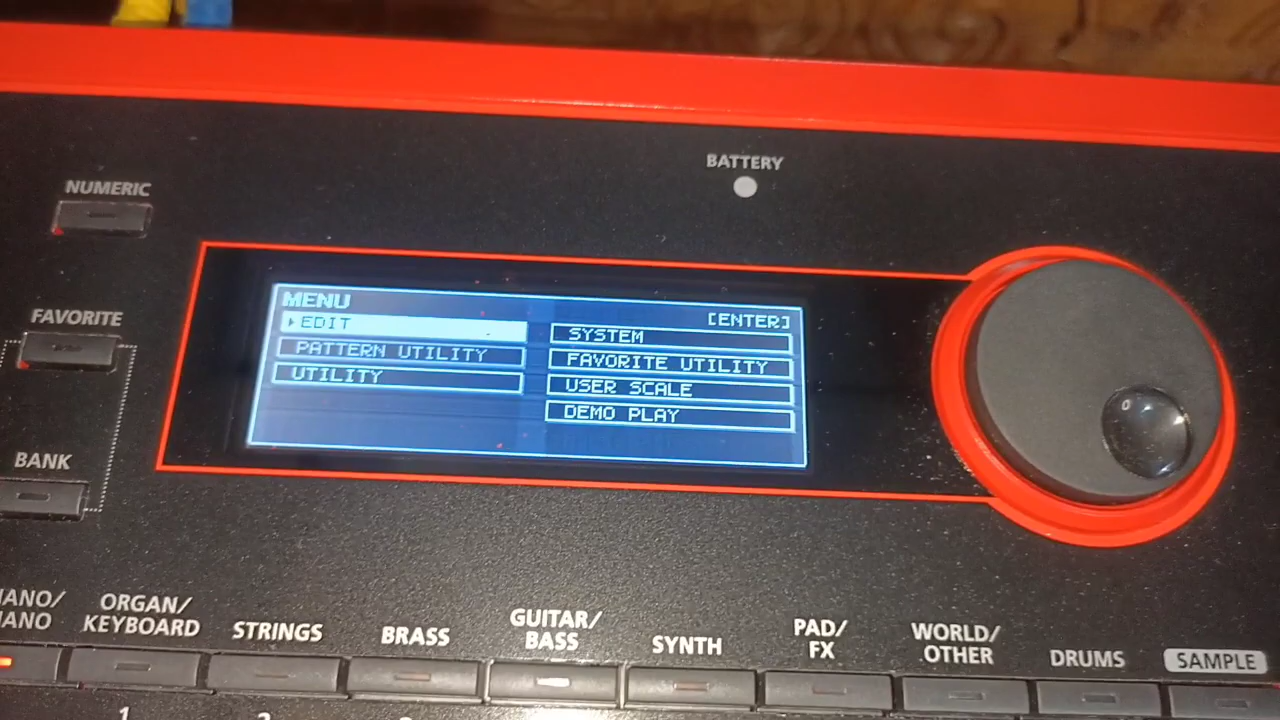 BATTERY
NUMERIC
FAVORITE
BANK
MENU
[ENTER]
EDIT
PATTERN UTILITY
UTILITY
SYSTEM
FAVORITE UTILITY
USER SCALE
DEMO PLAY
ORGAN/
KEYBOARD
STRINGS
BRASS
GUITAR/
BASS
SYNTH
PAD/
FX
WORLD/
OTHER
DRUMS
SAMPLE
1